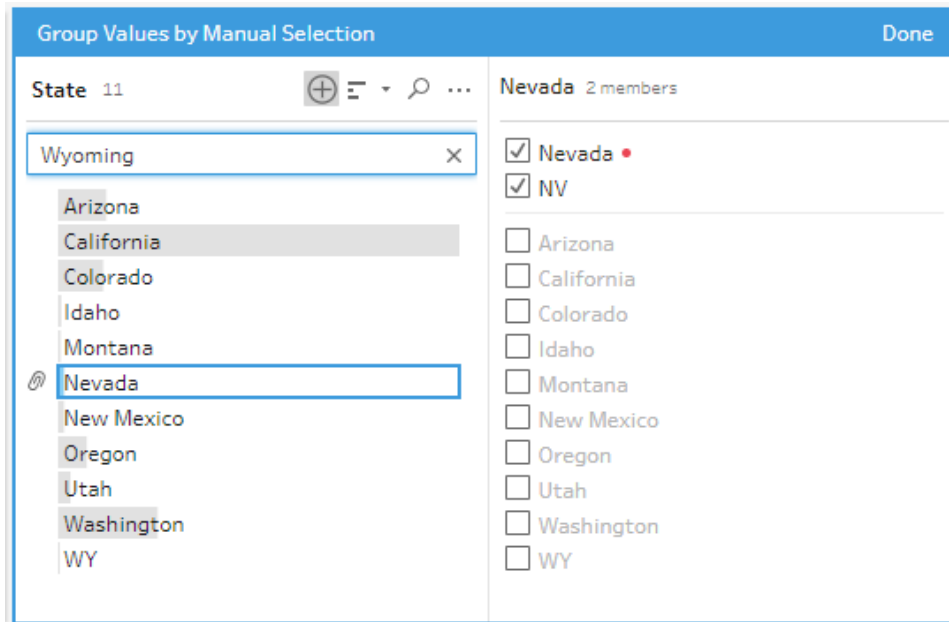 Group Values by Manual Selection Done
State 11
Wyoming
Arizona
California
Colorado
Idaho
Montana
Nevada
New Mexico
Oregon
Utah
Washington
WY
Nevada 2 members
Nevada
NV
Arizona
California
Colorado
Idaho
Montana
New Mexico
Oregon
Utah
Washington
WY